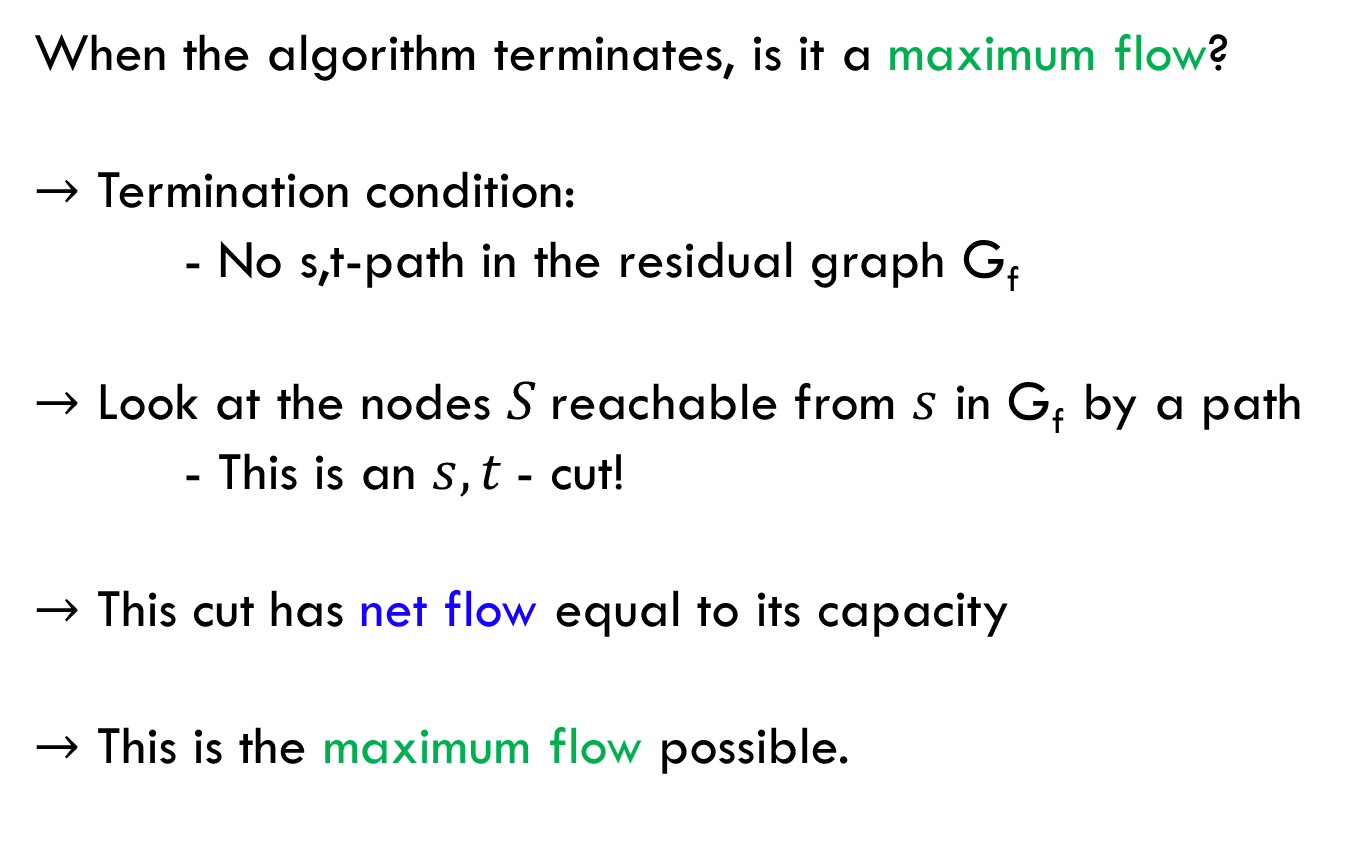 When the algorithm terminates, is it a maximum flow?
→ Termination condition:
- No s,t-path in the residual graph G_f
→ Look at the nodes S reachable from s in G_f by a path
- This is an s, t - cut!
→ This cut has net flow equal to its capacity
→ This is the maximum flow possible.